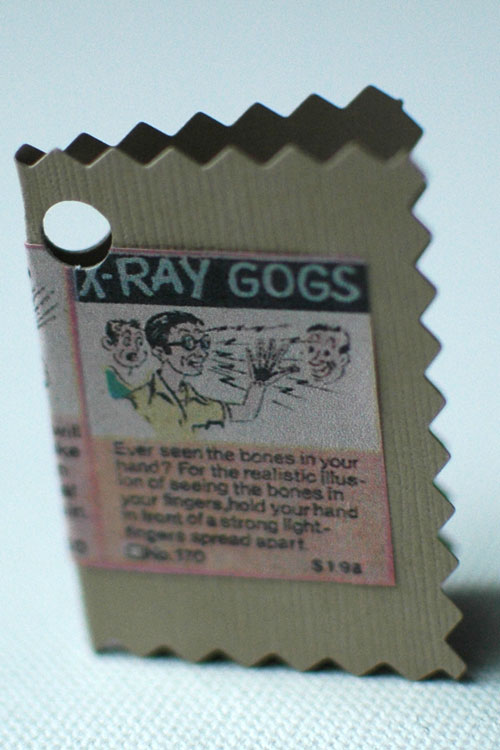 X-RAY GOGS
Ever seen the bones in your
hand? For the realistic illus-
ion of seeing the bones in
your fingers, hold your hand
in front of a strong light-
fingers spread apart.
No. 170
$1.98
will